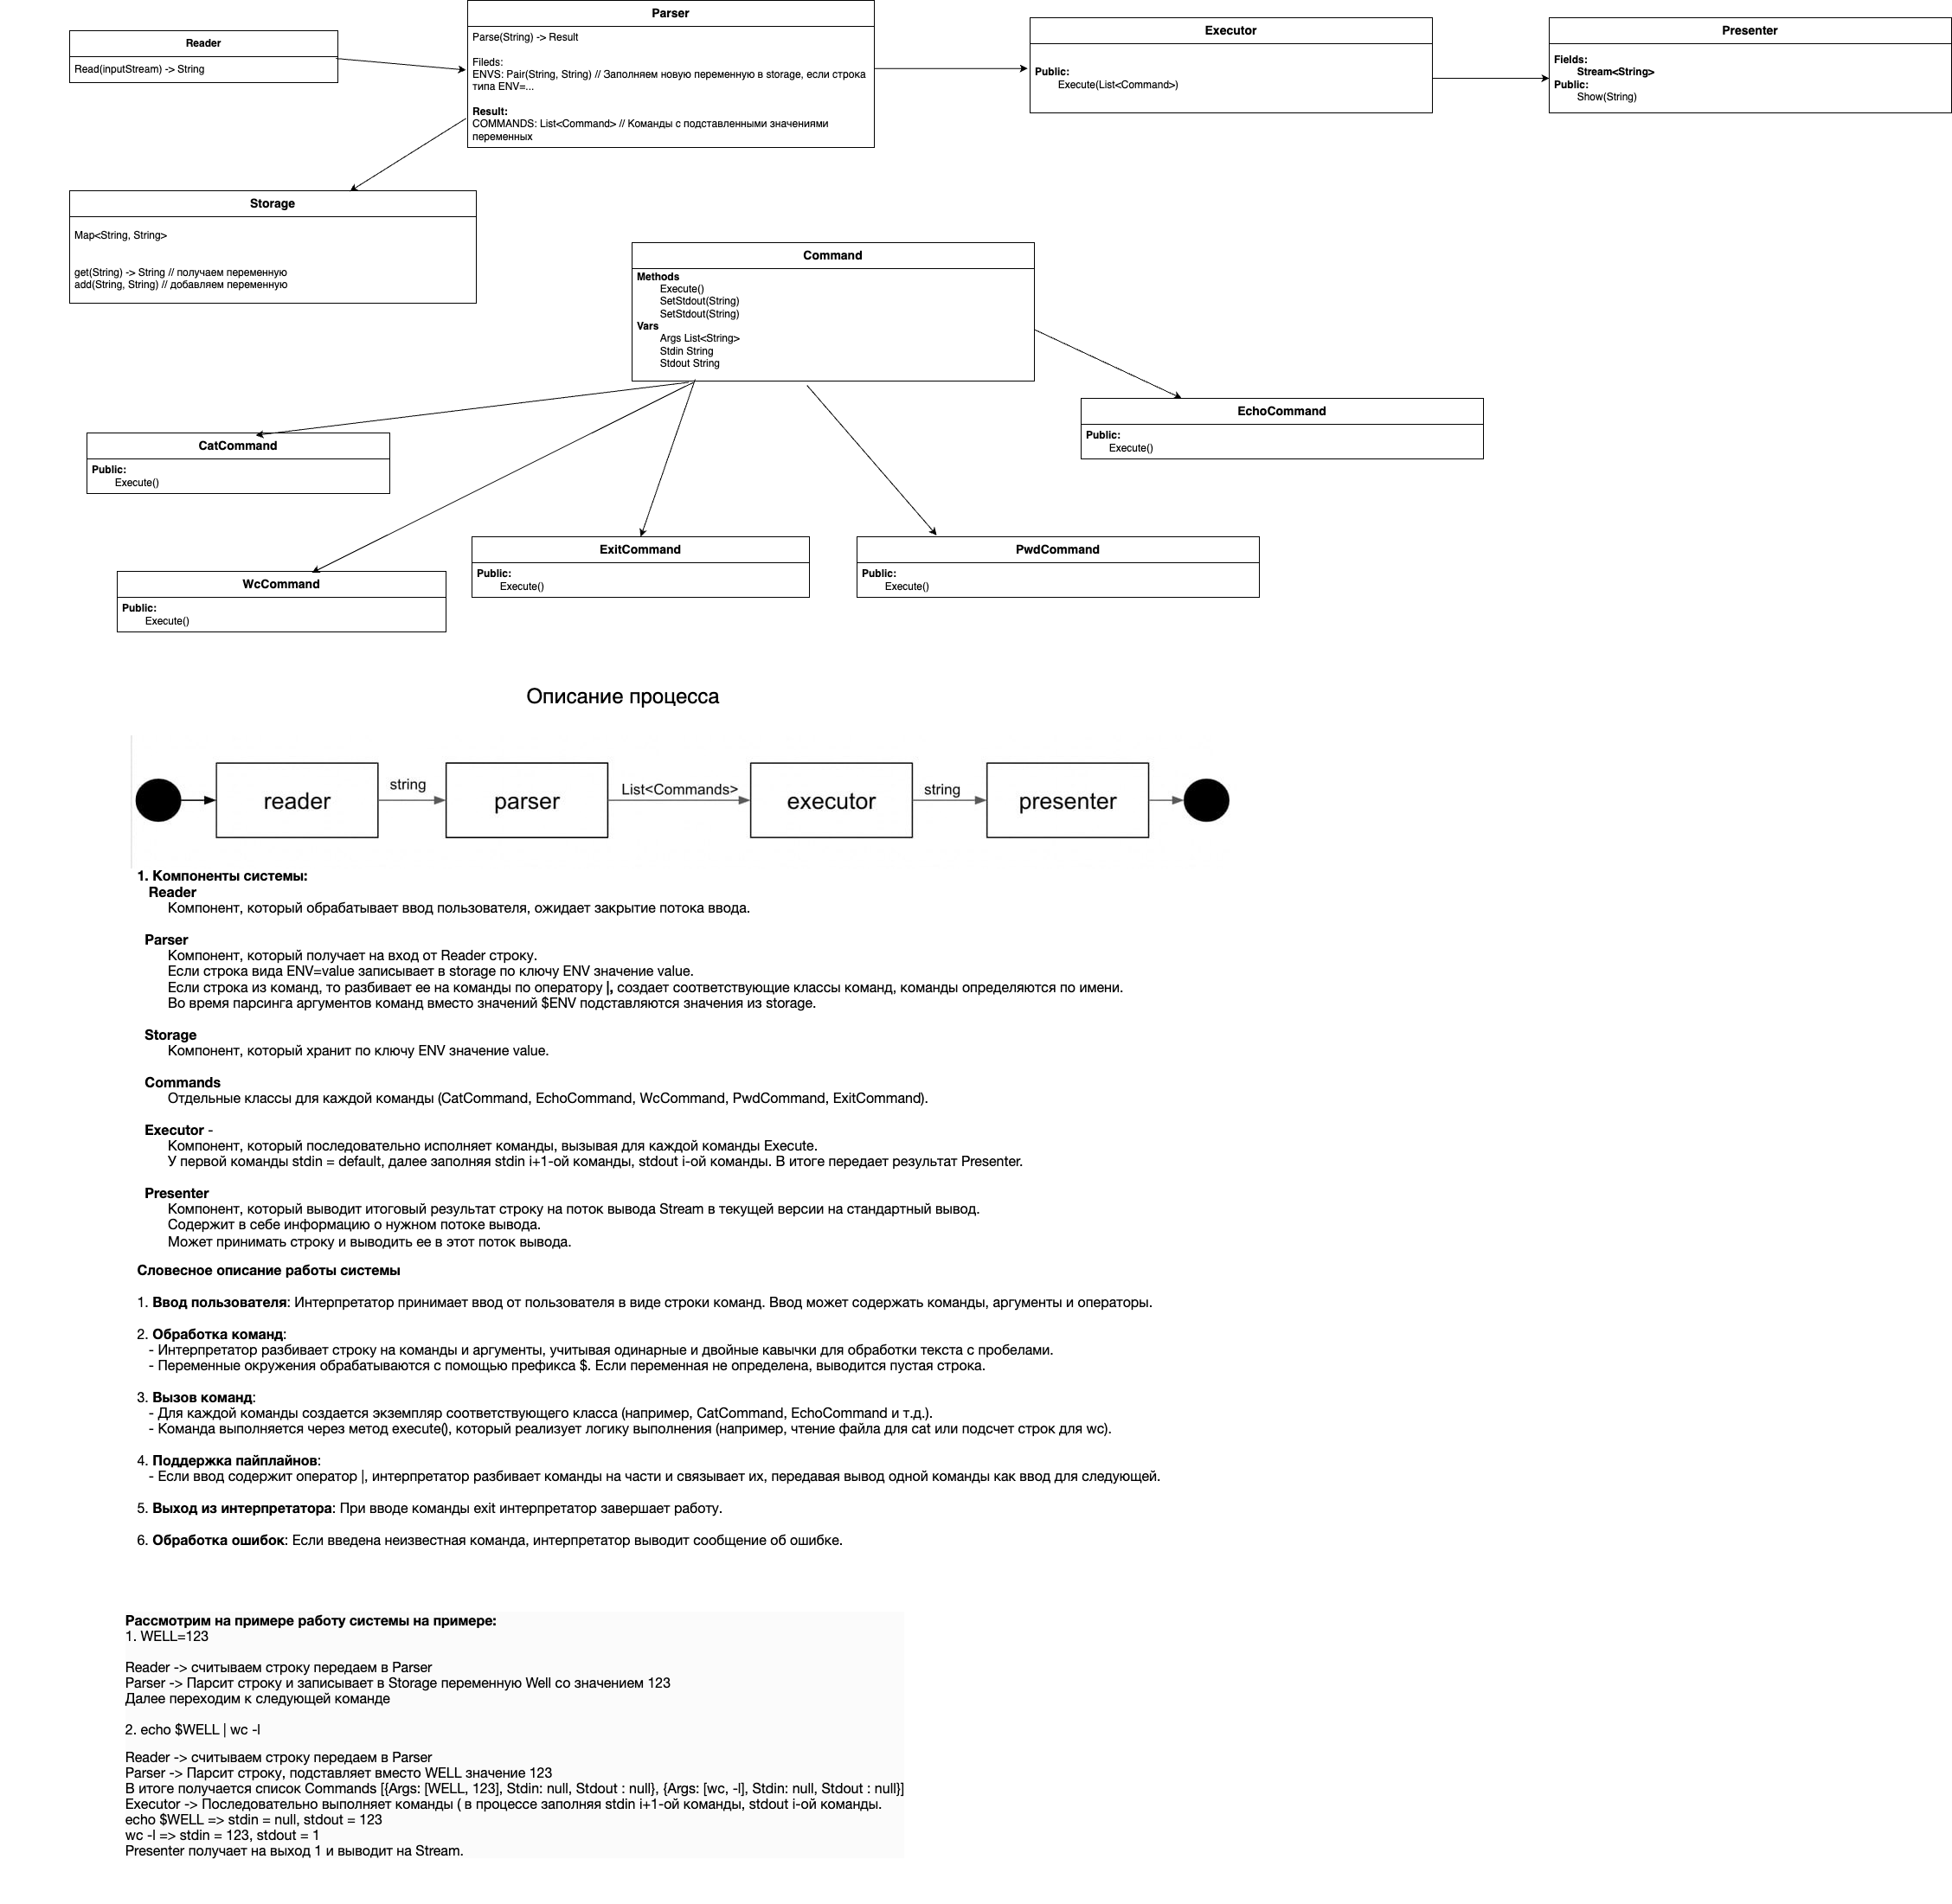 Reader
Read(inputStream) -> String
Parser
Parse(String) -> Result
Fileds:
ENVS: Pair(String, String) // Заполняем новую переменную в storage, если строка
типа ENV=...
Result:
COMMANDS: List<Command> // Команды с подставленными значениями
переменных
Executor
Public:
Execute(List<Command>)
Presenter
Fields:
Stream<String>
Public:
Show(String)
Storage
Map<String, String>
get(String) -> String // получаем переменную
add(String, String) // добавляем переменную
Command
Methods
Execute()
SetStdout(String)
SetStdout(String)
Vars
Args List<String>
Stdin String
Stdout String
EchoCommand
Public:
Execute()
CatCommand
Public:
Execute()
ExitCommand
Public:
Execute()
PwdCommand
Public:
Execute()
WcCommand
Public:
Execute()
Описание процесса
reader
string
parser
List<Commands>
executor
string
presenter
1. Компоненты системы:
Reader
Компонент, который обрабатывает ввод пользователя, ожидает закрытие потока ввода.
Parser
Компонент, который получает на вход от Reader строку.
Если строка вида ENV=value записывает в storage по ключу ENV значение value.
Если строка из команд, то разбивает ее на команды по оператору |, создает соответствующие классы команд, команды определяются по имени.
Во время парсинга аргументов команд вместо значений $ENV подставляются значения из storage.
Storage
Компонент, который хранит по ключу ENV значение value.
Commands
Отдельные классы для каждой команды (CatCommand, EchoCommand, WcCommand, PwdCommand, ExitCommand).
Executor -
Компонент, который последовательно исполняет команды, вызывая для каждой команды Execute.
У первой команды stdin = default, далее заполняя stdin i+1-ой команды, stdout i-ой команды. В итоге передает результат Presenter.
Presenter
Компонент, который выводит итоговый результат строку на поток вывода Stream в текущей версии на стандартный вывод.
Содержит в себе информацию о нужном потоке вывода.
Может принимать строку и выводить ее в этот поток вывода.
Словесное описание работы системы
1. Ввод пользователя: Интерпретатор принимает ввод от пользователя в виде строки команд. Ввод может содержать команды, аргументы и операторы.
2. Обработка команд:
- Интерпретатор разбивает строку на команды и аргументы, учитывая одинарные и двойные кавычки для обработки текста с пробелами.
- Переменные окружения обрабатываются с помощью префикса $. Если переменная не определена, выводится пустая строка.
3. Вызов команд:
- Для каждой команды создается экземпляр соответствующего класса (например, CatCommand, EchoCommand и т.д.).
- Команда выполняется через метод execute(), который реализует логику выполнения (например, чтение файла для cat или подсчет строк для wc).
4. Поддержка пайплайнов:
- Если ввод содержит оператор |, интерпретатор разбивает команды на части и связывает их, передавая вывод одной команды как ввод для следующей.
5. Выход из интерпретатора: При вводе команды exit интерпретатор завершает работу.
6. Обработка ошибок: Если введена неизвестная команда, интерпретатор выводит сообщение об ошибке.
Рассмотрим на примере работу системы на примере:
1. WELL=123
Reader -> считываем строку передаем в Parser
Parser -> Парсит строку и записывает в Storage переменную Well со значением 123
Далее переходим к следующей команде
2. echo $WELL | wc -l
Reader -> считываем строку передаем в Parser
Parser -> Парсит строку, подставляет вместо WELL значение 123
В итоге получается список Commands [{Args: [WELL, 123], Stdin: null, Stdout : null}, {Args: [wc, -l], Stdin: null, Stdout : null}]
Executor -> Последовательно выполняет команды ( в процессе заполняя stdin i+1-ой команды, stdout i-ой команды.
echo $WELL => stdin = null, stdout = 123
wc -l => stdin = 123, stdout = 1
Presenter получает на выход 1 и выводит на Stream.